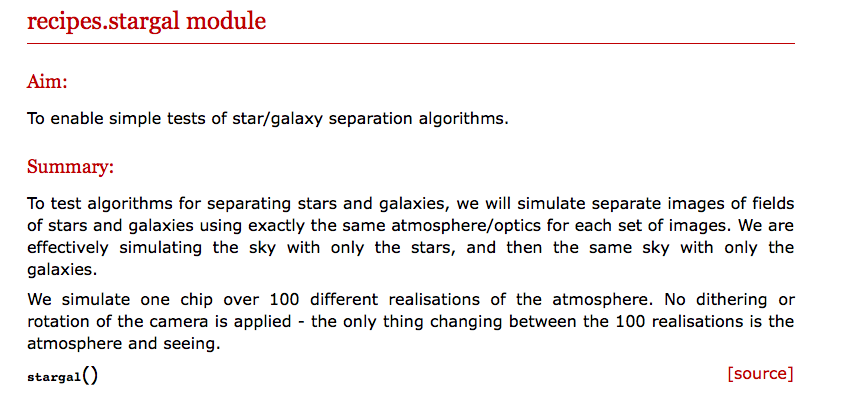 recipes.stargal module
Aim:
To enable simple tests of star/galaxy separation algorithms.
Summary:
To test algorithms for separating stars and galaxies, we will simulate separate images of fields
of stars and galaxies using exactly the same atmosphere/optics for each set of images. We are
effectively simulating the sky with only the stars, and then the same sky with only the
galaxies.
We simulate one chip over 100 different realisations of the atmosphere. No dithering or
rotation of the camera is applied - the only thing changing between the 100 realisations is the
atmosphere and seeing.
stargal() [source]